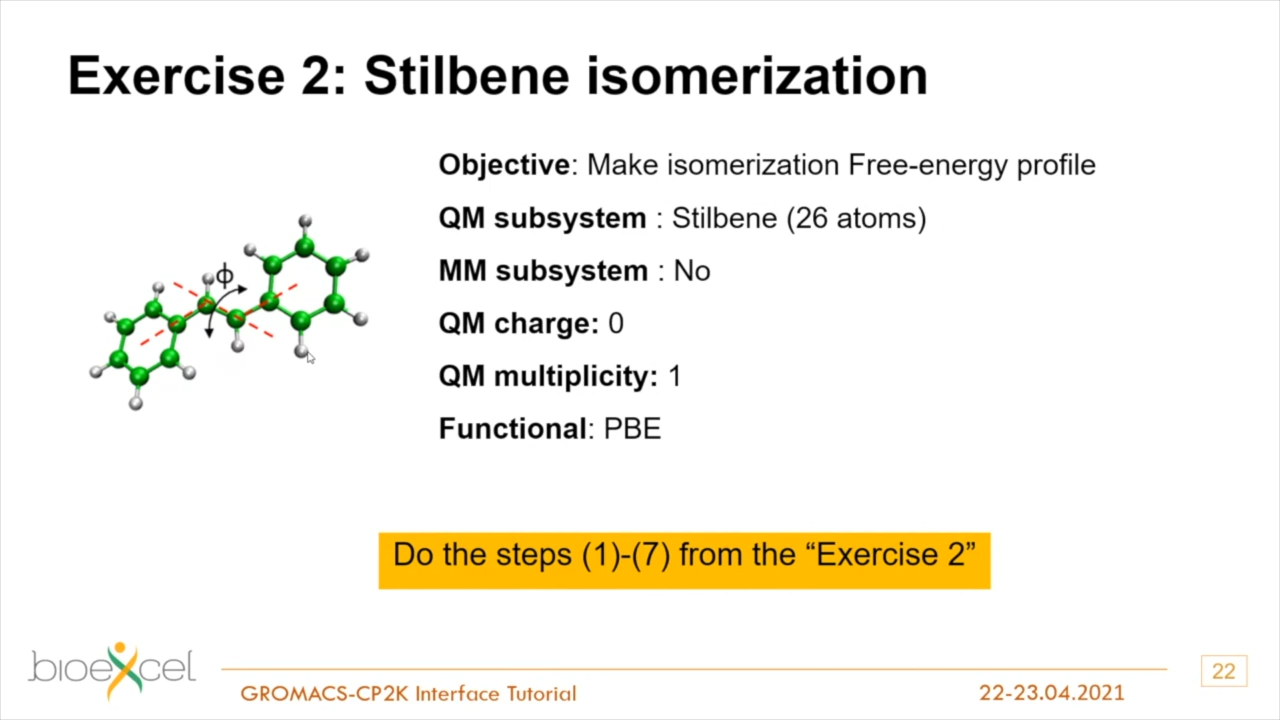 Exercise 2: Stilbene isomerization
Objective: Make isomerization Free-energy profile
QM subsystem : Stilbene (26 atoms)
MM subsystem : No
QM charge: 0
QM multiplicity: 1
Functional: PBE
ϕ
Do the steps (1)-(7) from the “Exercise 2”
bioexcel
GROMACS-CP2K Interface Tutorial
22-23.04.2021
22